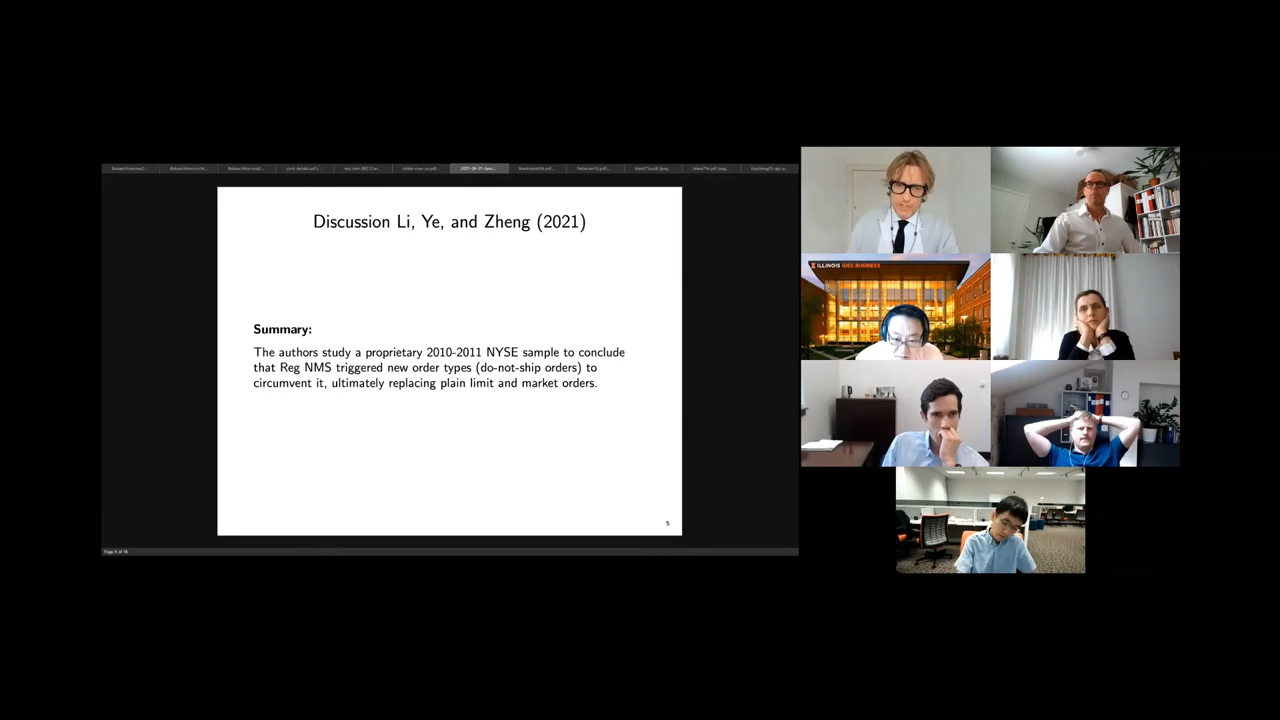 Discussion Li, Ye, and Zheng (2021)
Summary:
The authors study a proprietary 2010-2011 NYSE sample to conclude
that Reg NMS triggered new order types (do-not-ship orders) to
circumvent it, ultimately replacing plain limit and market orders.
5
ILLINOIS GIES BUSINESS